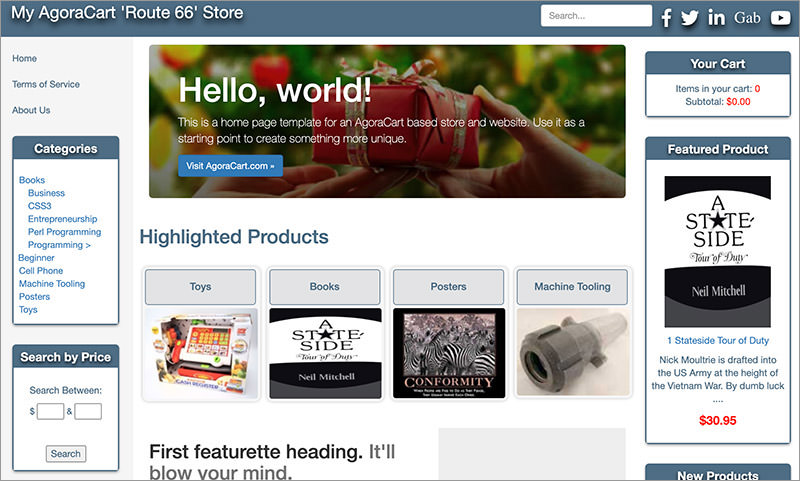 My AgoraCart 'Route 66' Store
Search...
Gab
Home
Terms of Service
About Us
Categories
Books
Business
CSS3
Entrepreneurship
Perl Programming
Programming >
Beginner
Cell Phone
Machine Tooling
Posters
Toys
Search by Price
Search Between:
$ &
Search
Hello, world!
This is a home page template for an AgoraCart based store and website. Use it as a
starting point to create something more unique.
Visit AgoraCart.com »
Highlighted Products
Toys
CASH REGISTER
Books
A
STATE
SIDE
Tour of Duty
Neil Mitchell
Posters
CONFORMITY
Machine Tooling
First featurette heading. It'll
blow your mind.
Your Cart
Items in your cart: 0
Subtotal: $0.00
Featured Product
A
STATE
SIDE
Tour of Duty
Neil Mitchell
1 Stateside Tour of Duty
Nick Moultrie is drafted into
the US Army at the height of
the Vietnam War. By dumb luck
....
$30.95
New Products